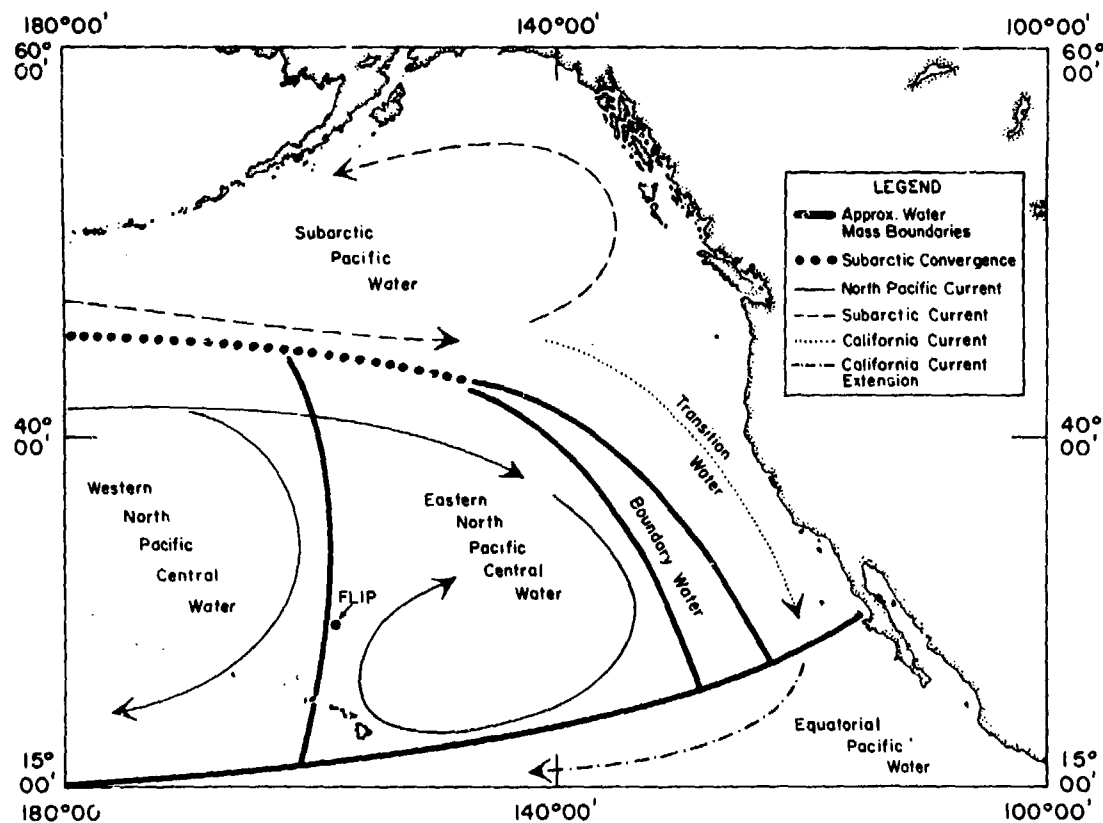 180°00'
140°00'
100°00'
60°
00'
60°
00'
LEGEND
Approx. Water
Mass Boundaries
Subarctic Convergence
North Pacific Current
Subarctic Current
California Current
California Current
Extension
Subarctic
Pacific
Water
40°
00'
40°
00'
Transition
Water
Western
North
Pacific
Central
Water
Eastern
North
Pacific
Central
Water
Boundary Water
FLIP
Equatorial
Pacific
Water
15°
00'
15°
00'
180°00'
140°00'
100°00'